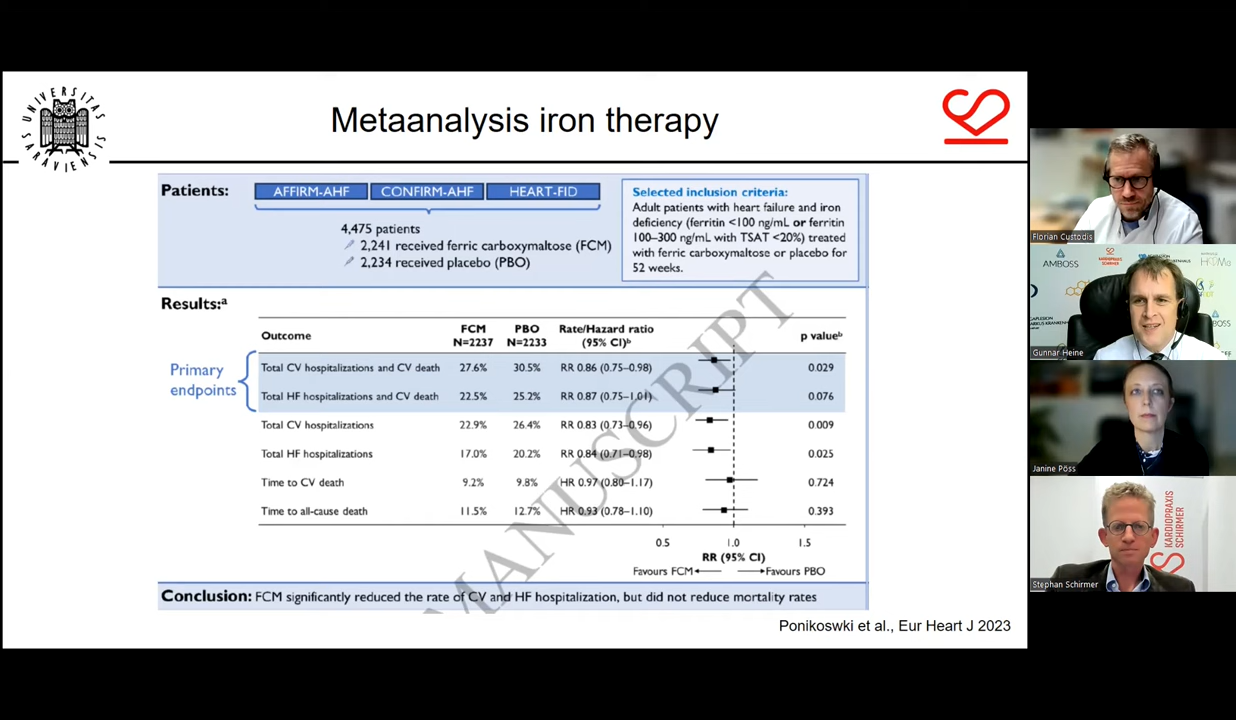 UNIVERSITAS
SARAVIENSIS
Metaanalysis iron therapy
Patients:
AFFIRM-AHF
CONFIRM-AHF
HEART-FID
4,475 patients
2,241 received ferric carboxymaltose (FCM)
2,234 received placebo (PBO)
Selected inclusion criteria:
Adult patients with heart failure and iron
deficiency (ferritin <100 ng/mL or ferritin
100–300 ng/mL with TSAT <20%) treated
with ferric carboxymaltose or placebo for
52 weeks.
Results:ᵃ
Outcome
FCM
N=2237
PBO
N=2233
Rate/Hazard ratio
(95% CI)ᵇ
p valueᵇ
Primary
endpoints
Total CV hospitalizations and CV death 27.6% 30.5% RR 0.86 (0.75–0.98) 0.029
Total HF hospitalizations and CV death 22.5% 25.2% RR 0.87 (0.75–1.01) 0.076
Total CV hospitalizations 22.9% 26.4% RR 0.83 (0.73–0.96) 0.009
Total HF hospitalizations 17.0% 20.2% RR 0.84 (0.71–0.98) 0.025
Time to CV death 9.2% 9.8% HR 0.97 (0.80–1.17) 0.724
Time to all-cause death 11.5% 12.7% HR 0.93 (0.78–1.10) 0.393
0.5 1.0 1.5
RR (95% CI)
Favours FCM
Favours PBO
MANUSCRIPT
Conclusion: FCM significantly reduced the rate of CV and HF hospitalization, but did not reduce mortality rates
Ponikoswki et al., Eur Heart J 2023
Florian Custodis
AMBOSS
KARDIOPRAXIS
SCHIRMER
Gunnar Heine
Janine Pöss
KARDIOPRAXIS
SCHIRMER
Stephan Schirmer